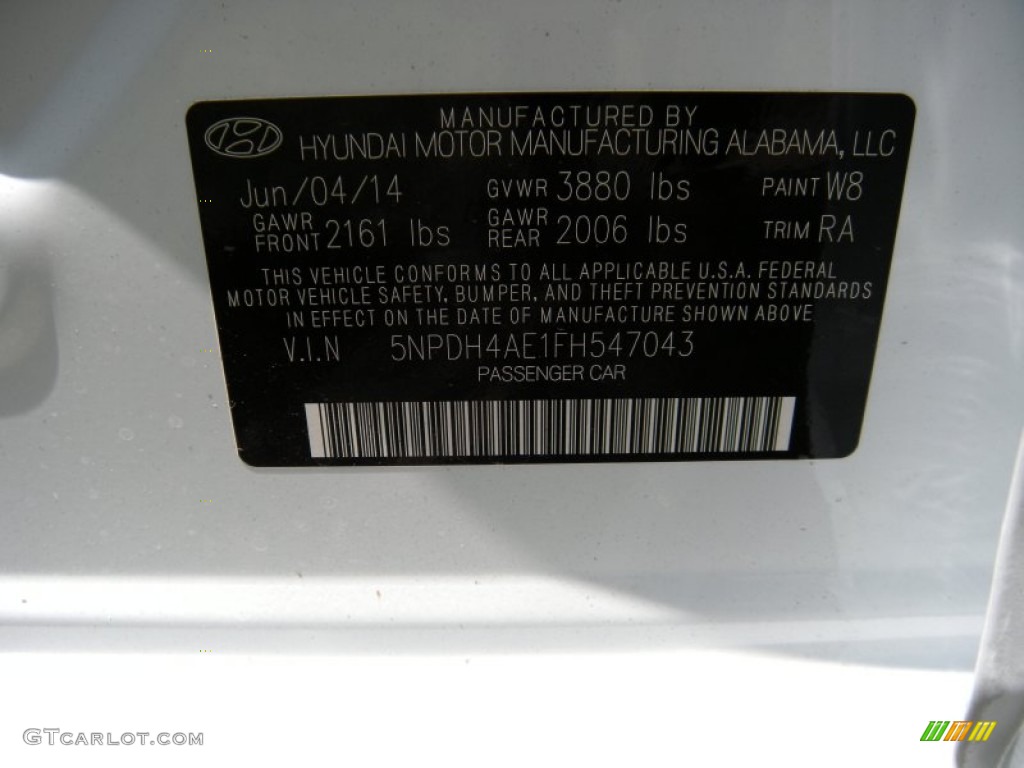 MANUFACTURED BY
HYUNDAI MOTOR MANUFACTURING ALABAMA, LLC
Jun/04/14 GVWR 3880 lbs PAINT W8
GAWR FRONT 2161 lbs GAWR REAR 2006 lbs TRIM RA
THIS VEHICLE CONFORMS TO ALL APPLICABLE U.S.A. FEDERAL
MOTOR VEHICLE SAFETY, BUMPER, AND THEFT PREVENTION STANDARDS
IN EFFECT ON THE DATE OF MANUFACTURE SHOWN ABOVE
V.I.N 5NPDH4AE1FH547043
PASSENGER CAR
GTCARLOT.COM